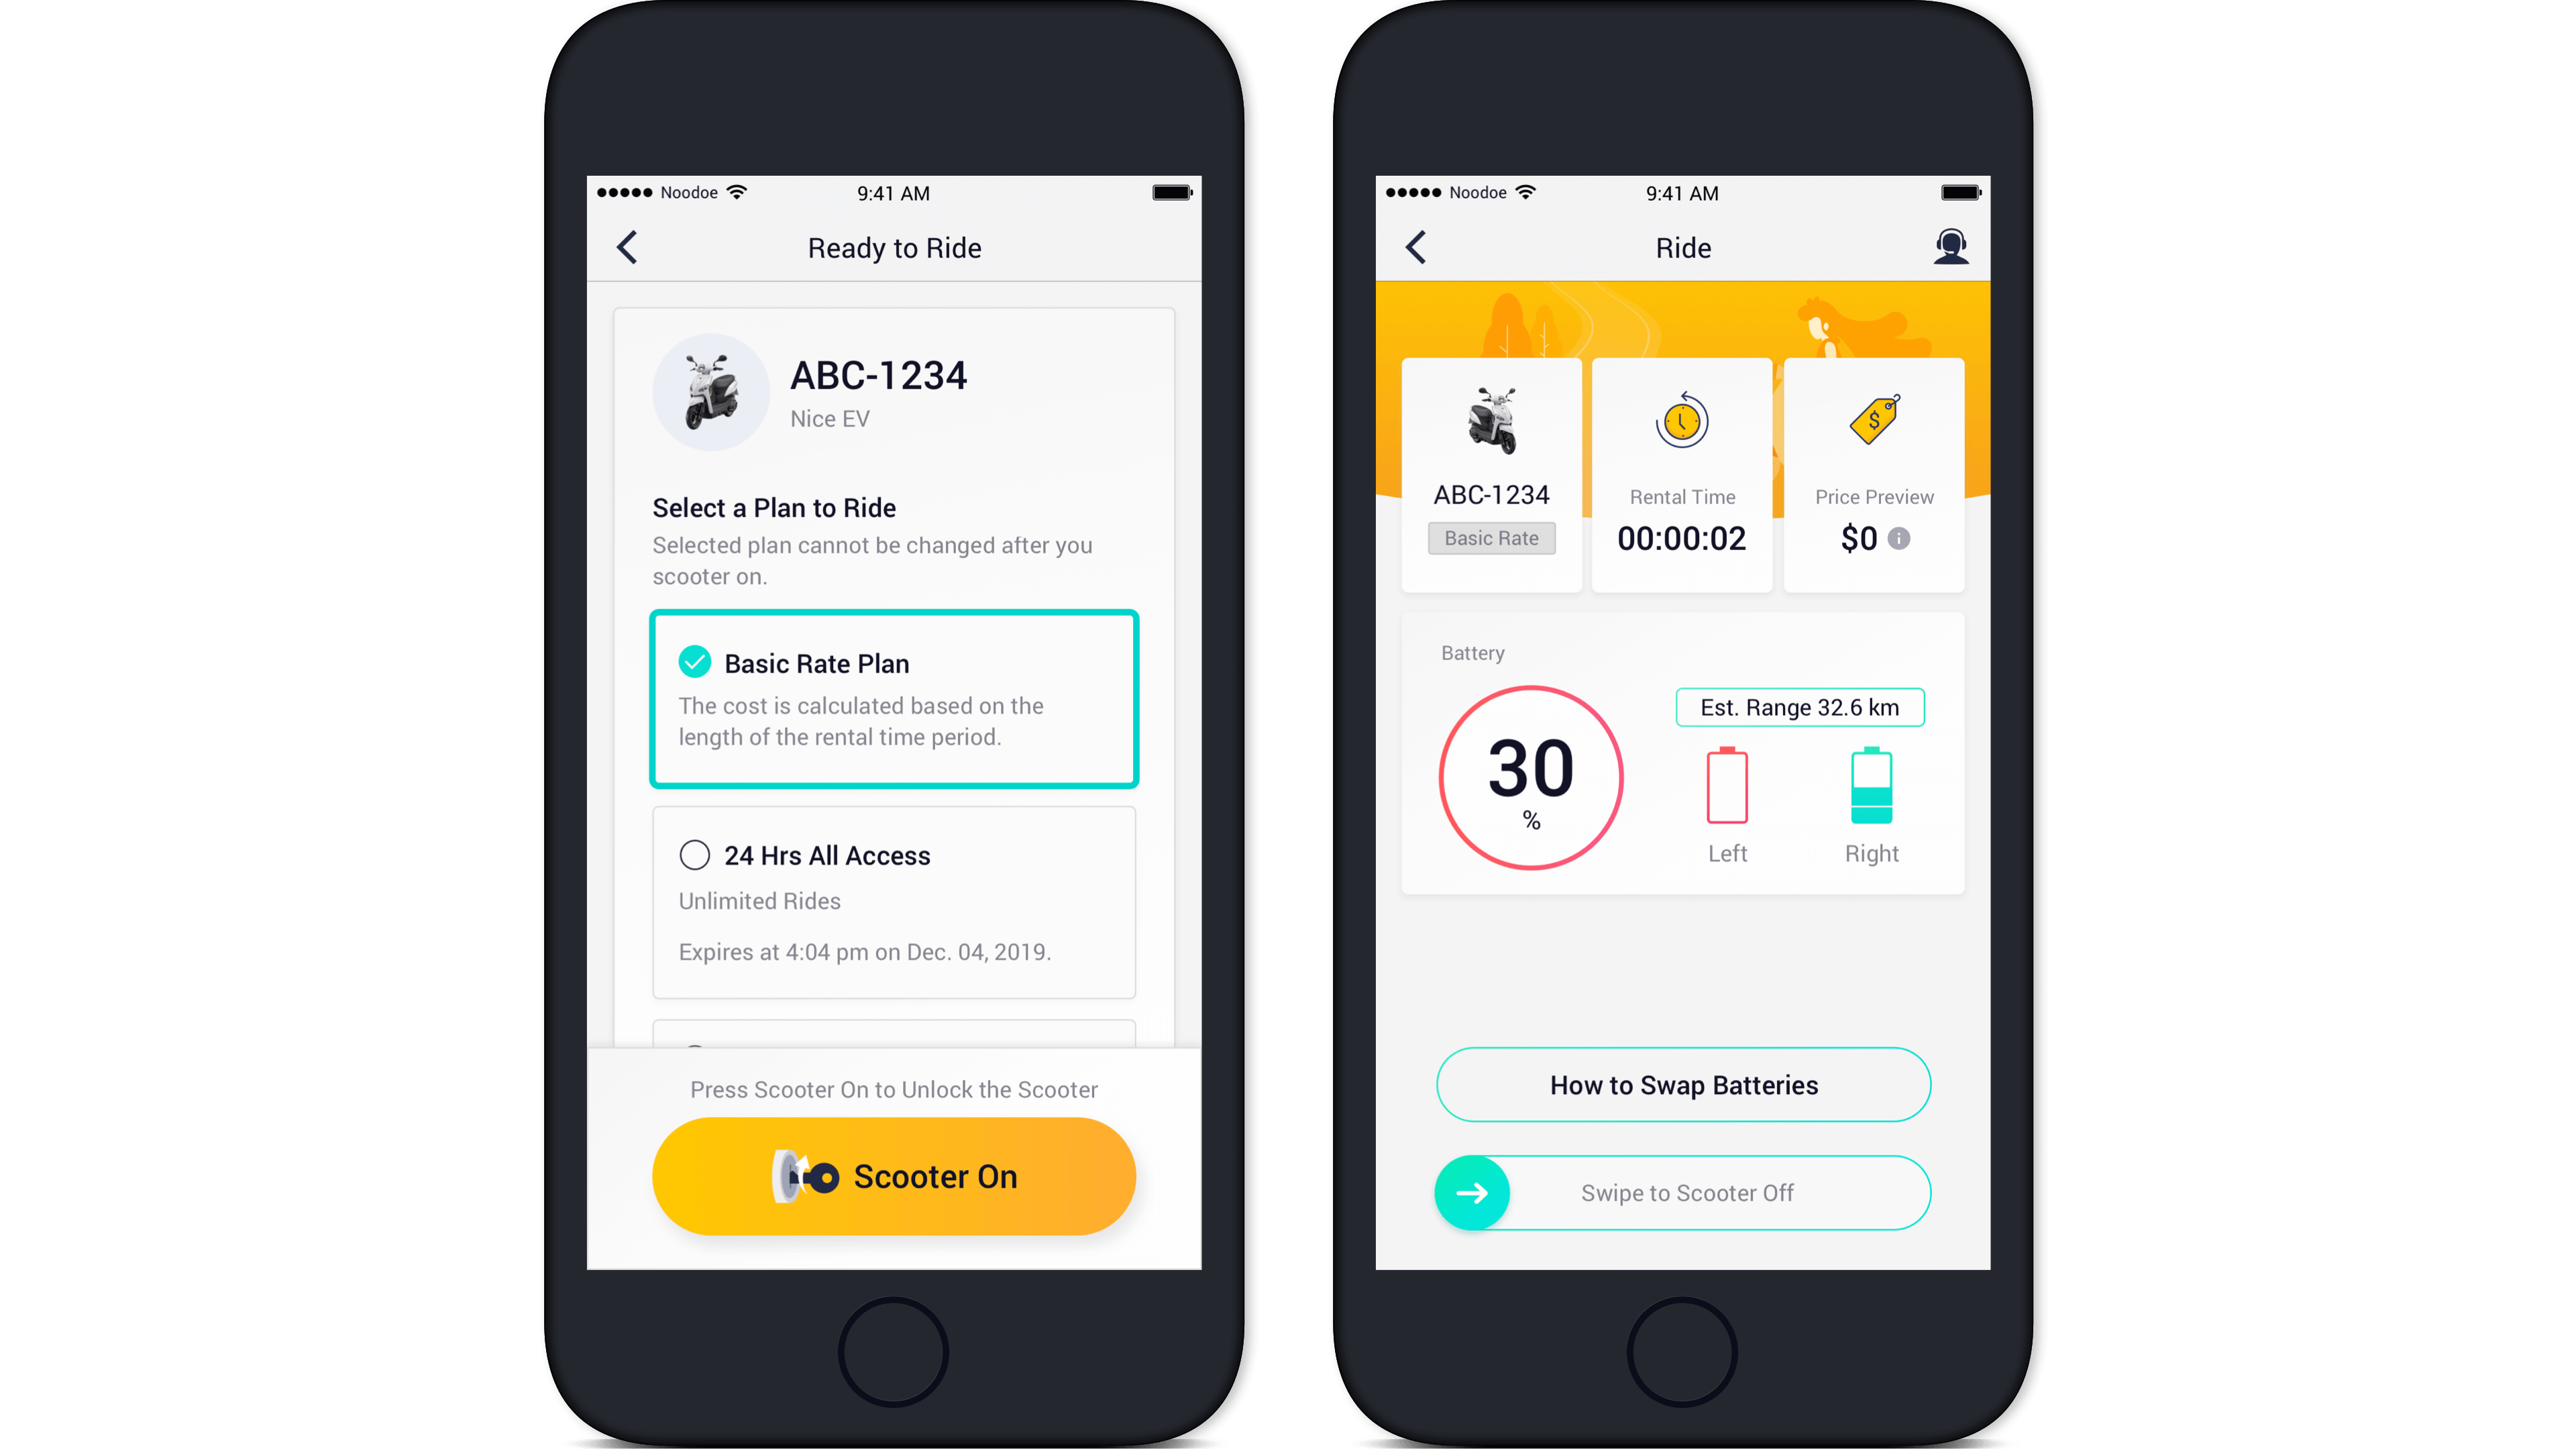 Noodoe
9:41 AM
Ready to Ride
ABC-1234
Nice EV
Select a Plan to Ride
Selected plan cannot be changed after you
scooter on.
Basic Rate Plan
The cost is calculated based on the
length of the rental time period.
24 Hrs All Access
Unlimited Rides
Expires at 4:04 pm on Dec. 04, 2019.
Press Scooter On to Unlock the Scooter
Scooter On
Noodoe
9:41 AM
Ride
ABC-1234
Basic Rate
Rental Time
00:00:02
$
Price Preview
$0 i
Battery
30
%
Est. Range 32.6 km
Left
Right
How to Swap Batteries
Swipe to Scooter Off